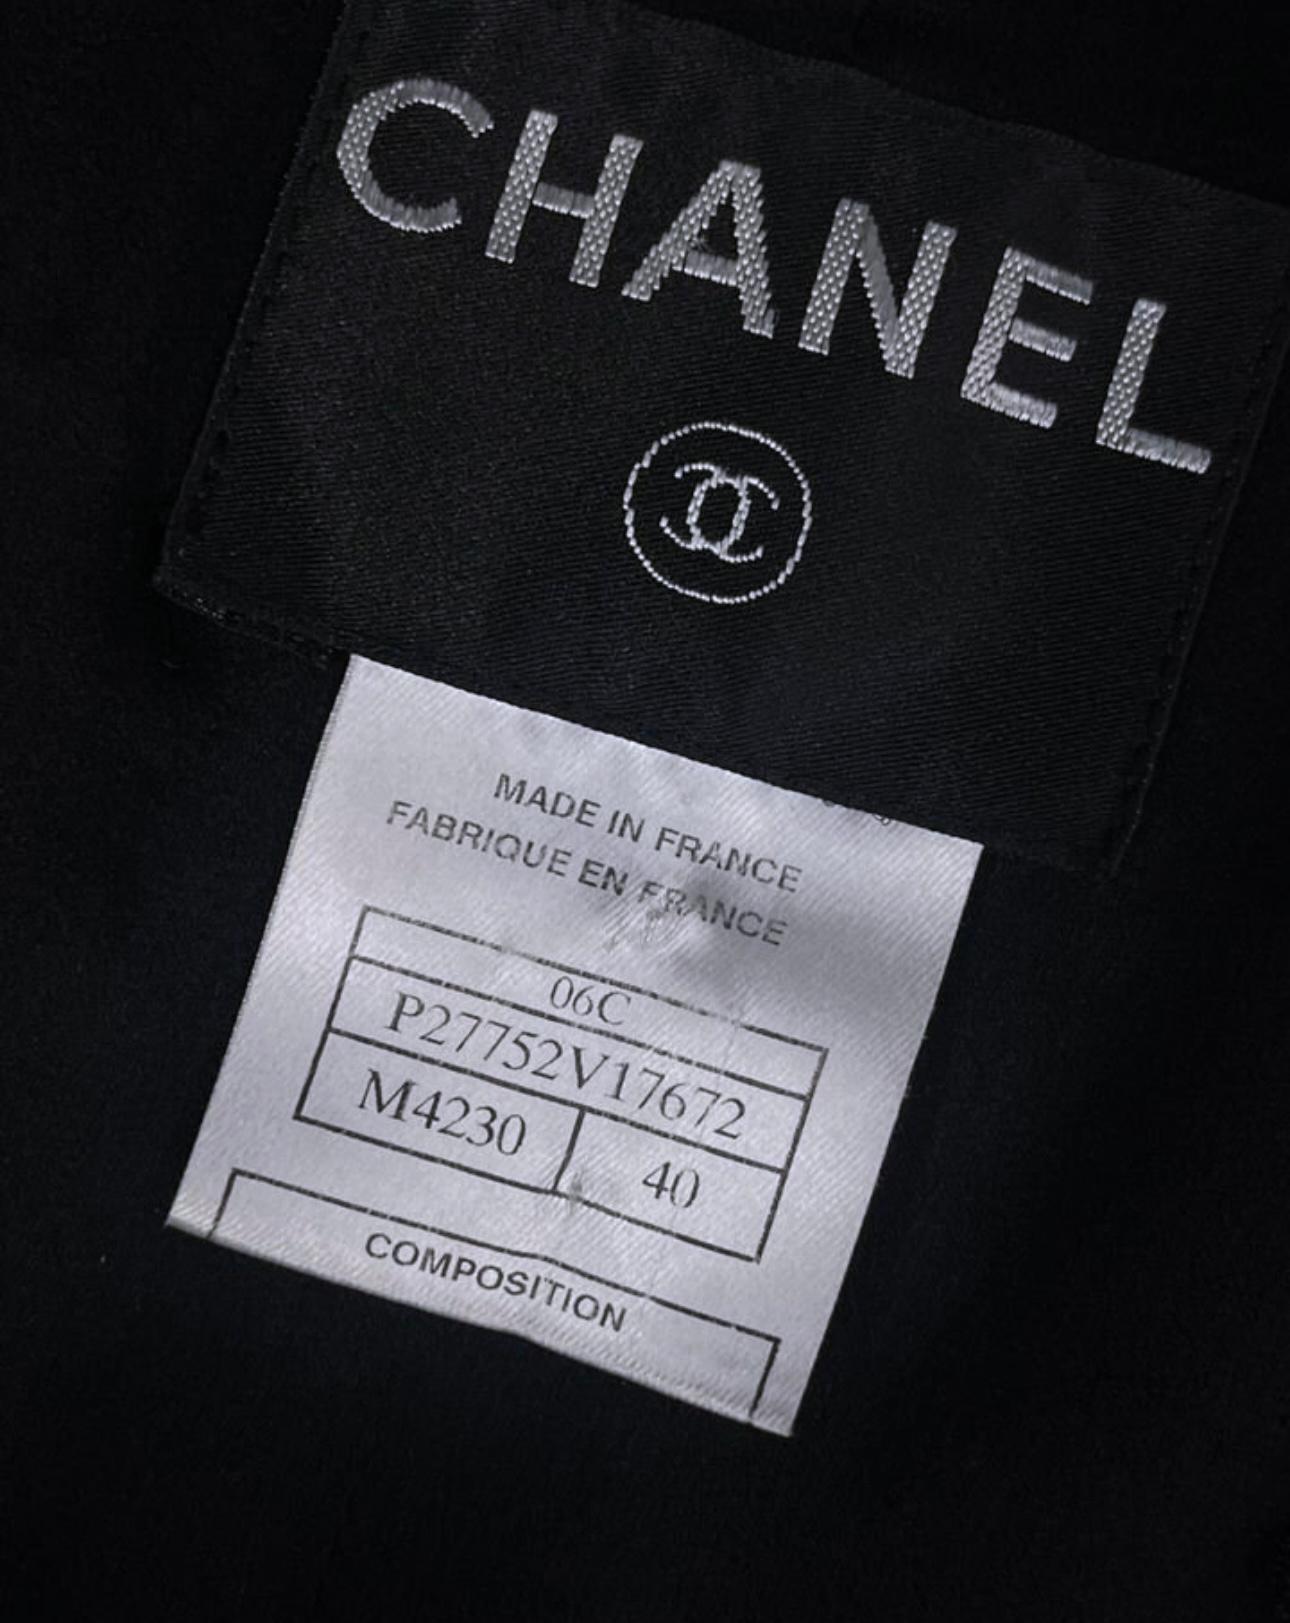 CHANEL
MADE IN FRANCE
FABRIQUE EN FRANCE
06C
P27752V17672
M4230 40
COMPOSITION